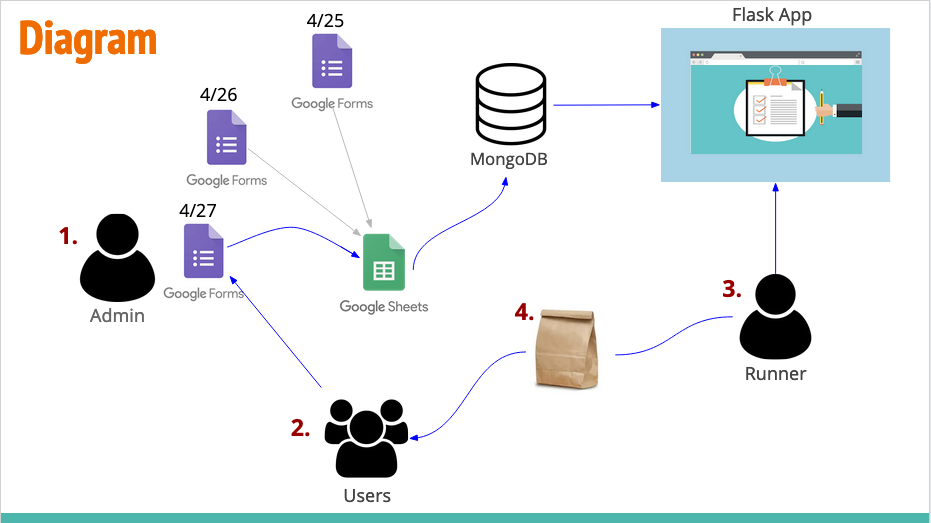 Diagram
4/25
Google Forms
4/26
Google Forms
4/27
Google Forms
1.
Admin
Google Sheets
MongoDB
Flask App
2.
Users
3.
Runner
4.